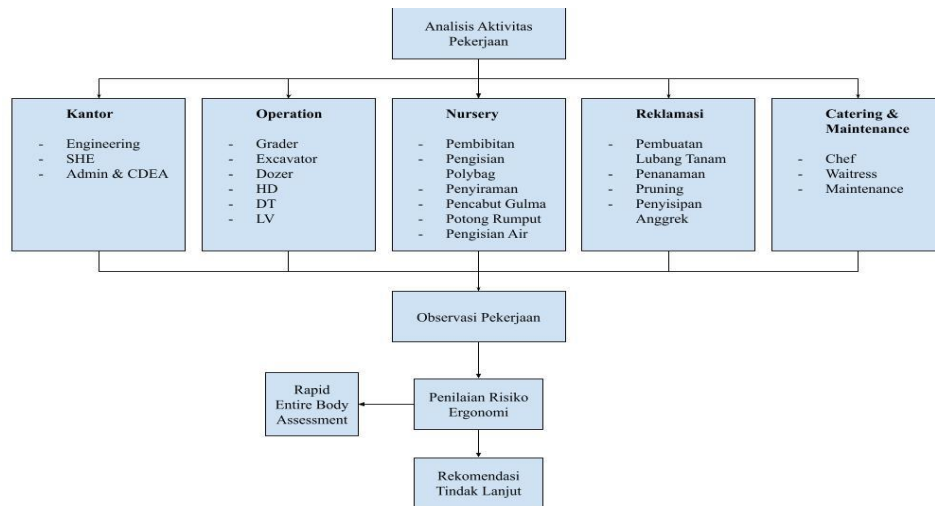 Analisis Aktivitas
Pekerjaan
Kantor
- Engineering
- SHE
- Admin & CDEA
Operation
- Grader
- Excavator
- Dozer
- HD
- DT
- LV
Nursery
- Pembibitan
- Pengisian
Polybag
- Penyiraman
- Pencabut Gulma
- Potong Rumput
- Pengisian Air
Reklamasi
- Pembuatan
Lubang Tanam
- Penanaman
- Pruning
- Penyisipan
Anggrek
Catering &
Maintenance
- Chef
- Waitress
- Maintenance
Observasi Pekerjaan
Rapid
Entire Body
Assessment
Penilaian Risiko
Ergonomi
Rekomendasi
Tindak Lanjut